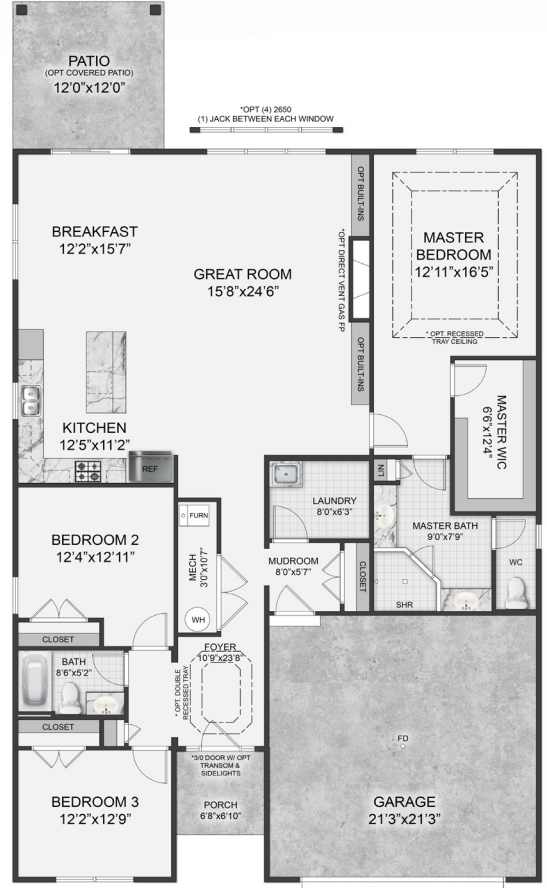 PATIO
(OPT COVERED PATIO)
12'0"x12'0"
*OPT (4) 2650
(1) JACK BETWEEN EACH WINDOW
BREAKFAST
12'2"x15'7"
GREAT ROOM
15'8"x24'6"
OPT BUILT-INS
*OPT DIRECT VENT GAS FP
OPT BUILT-INS
MASTER
BEDROOM
12'11"x16'5"
* OPT. RECESSED
TRAY CEILING
KITCHEN
12'5"x11'2"
REF
MASTER WIC
6'6"x12'4"
LAUNDRY
8'0"x6'3"
LIN
MASTER BATH
9'0"x7'9"
WC
SHR
BEDROOM 2
12'4"x12'11"
CLOSET
FURN
MECH
3'0"x10'7"
WH
MUDROOM
8'0"x5'7"
CLOSET
BATH
8'6"x5'2"
FOYER
10'9"x23'8"
* OPT. DOUBLE
RECESSED TRAY
CLOSET
*3/0 DOOR W/ OPT
TRANSOM &
SIDELIGHTS
BEDROOM 3
12'2"x12'9"
PORCH
6'8"x6'10"
FD
GARAGE
21'3"x21'3"